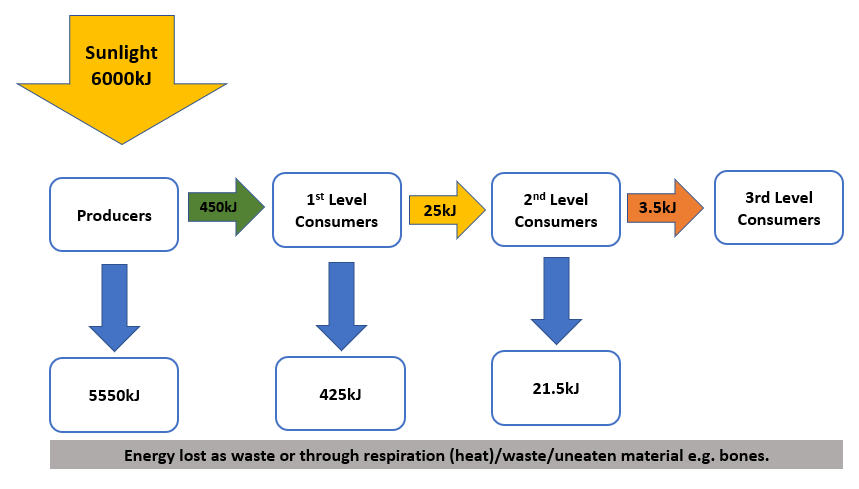 Sunlight
6000kJ
Producers
450kJ
1st Level
Consumers
25kJ
2nd Level
Consumers
3.5kJ
3rd Level
Consumers
5550kJ
425kJ
21.5kJ
Energy lost as waste or through respiration (heat)/waste/uneaten material e.g. bones.